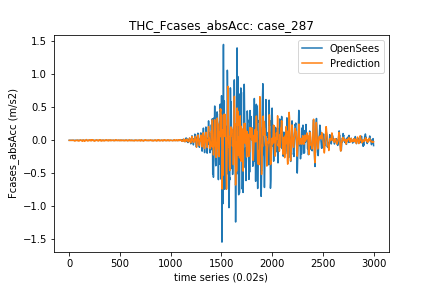 THC_Fcases_absAcc: case_287
OpenSees
Prediction
1.5
1.0
0.5
0.0
−0.5
−1.0
−1.5
Fcases_absAcc (m/s2)
0 500 1000 1500 2000 2500 3000
time series (0.02s)